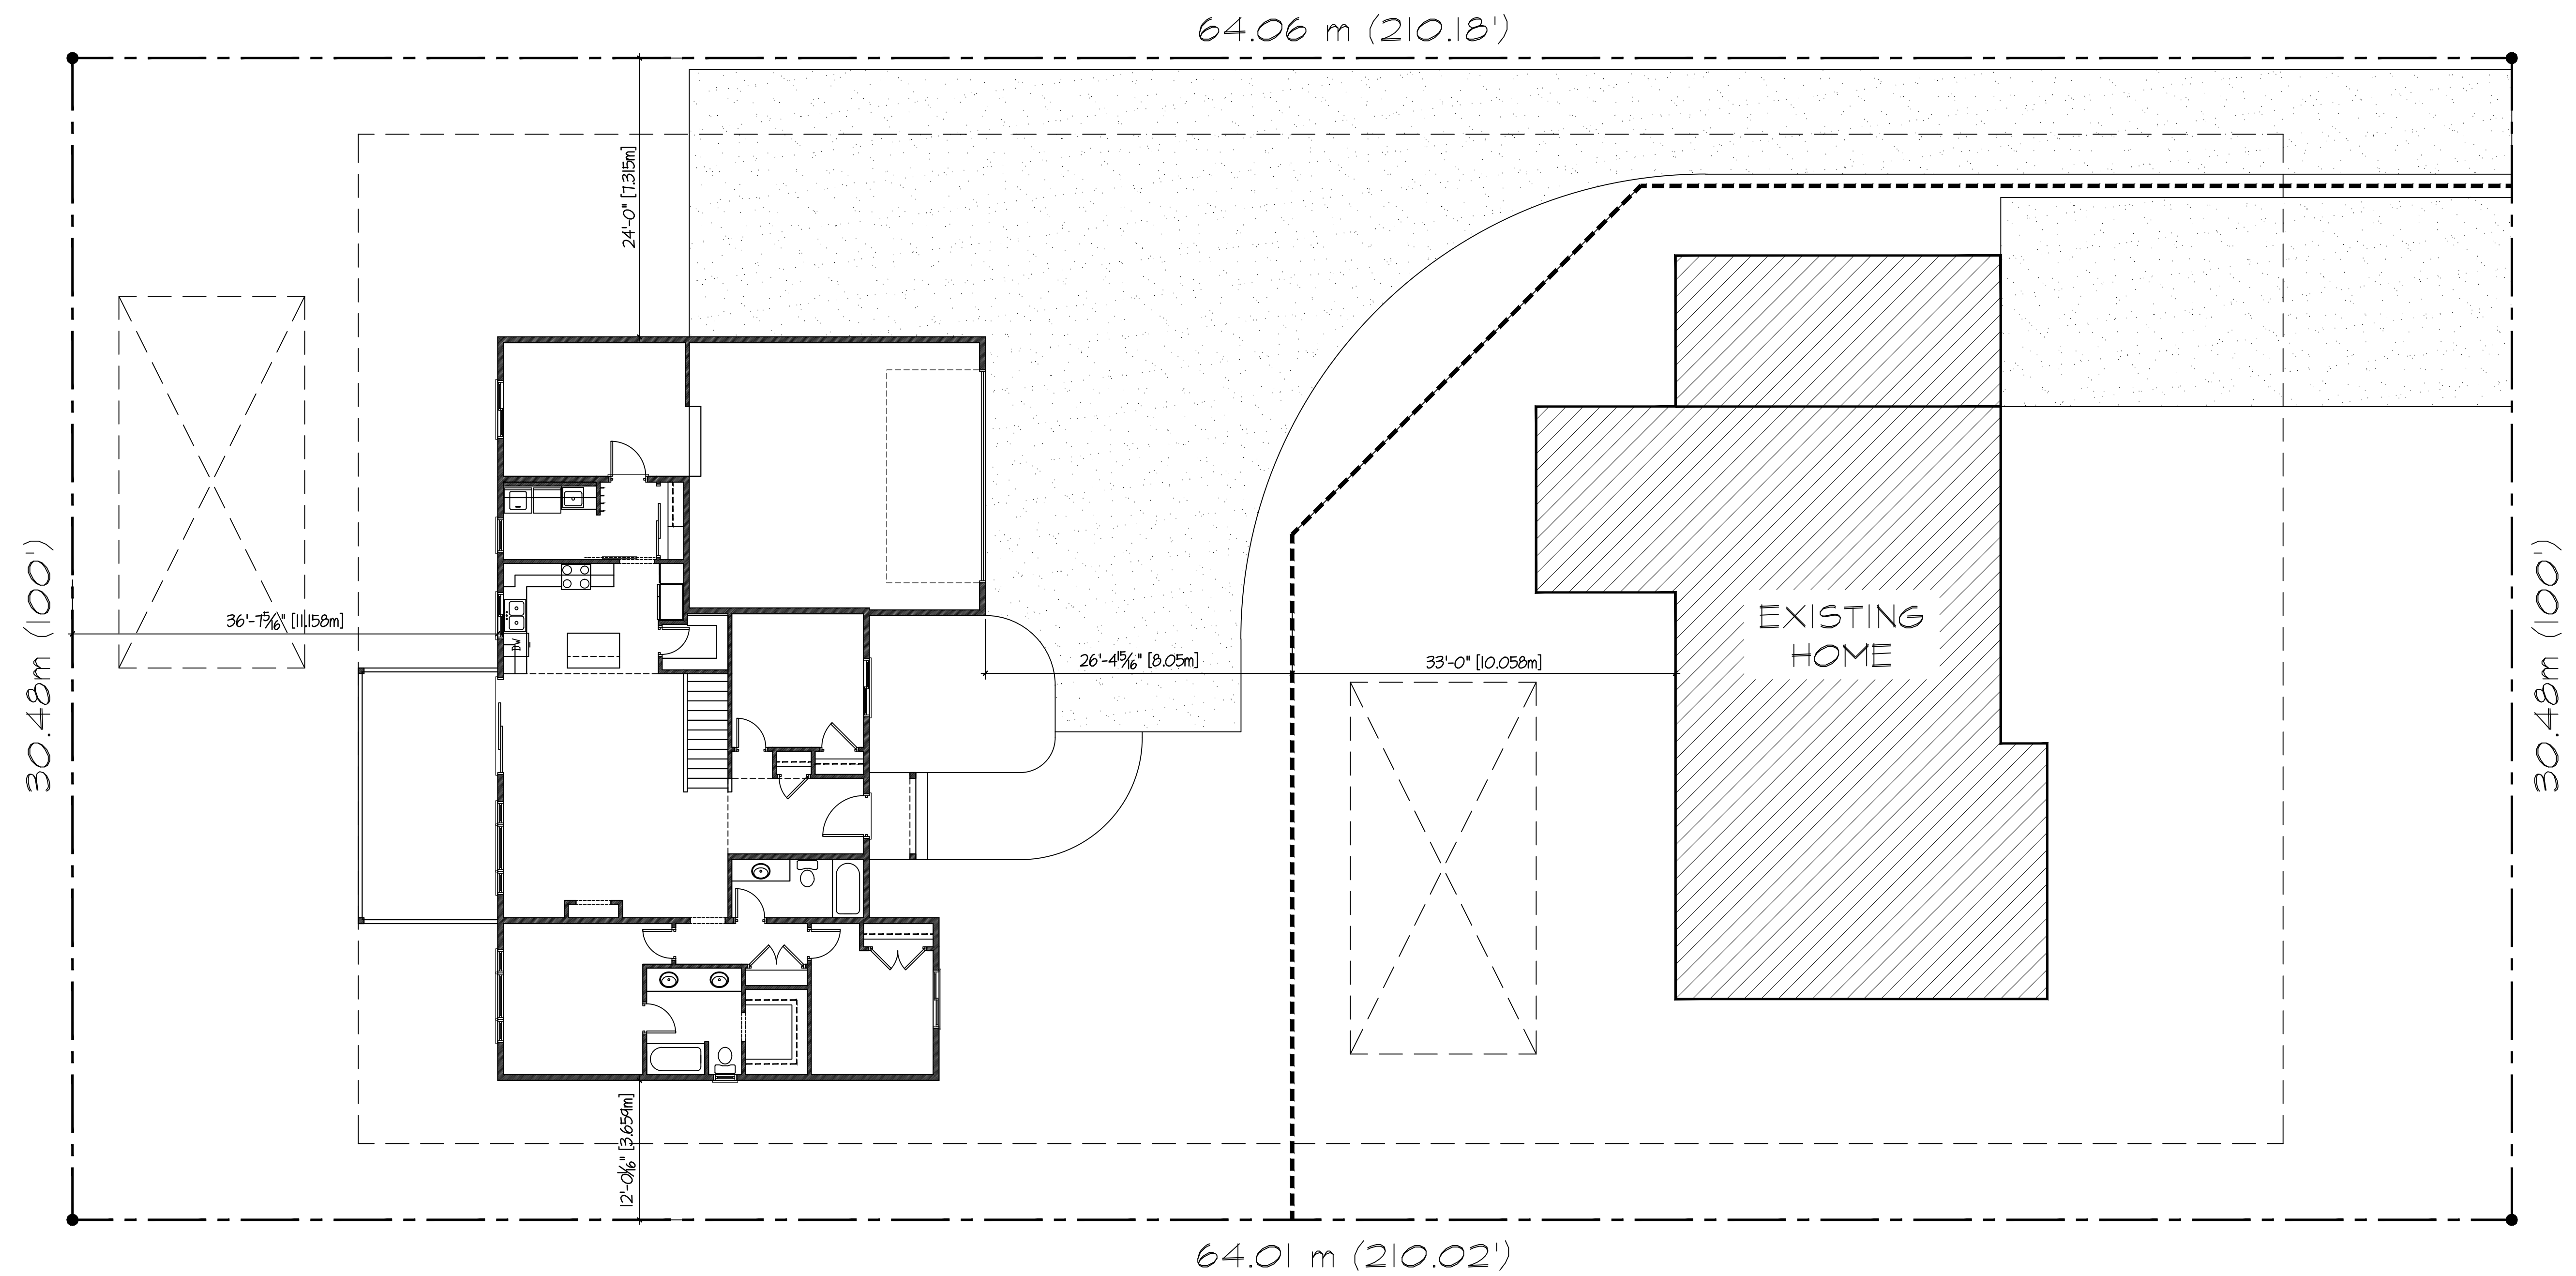 64.06 m (210.18')
24'-0" [7.315m]
30.48m (100')
36'-7 5/16" [11.158m]
DW
26'-4 15/16" [8.05m]
33'-0" [10.058m]
EXISTING
HOME
30.48m (100')
12'-0 1/16" [3.659m]
64.01 m (210.02')